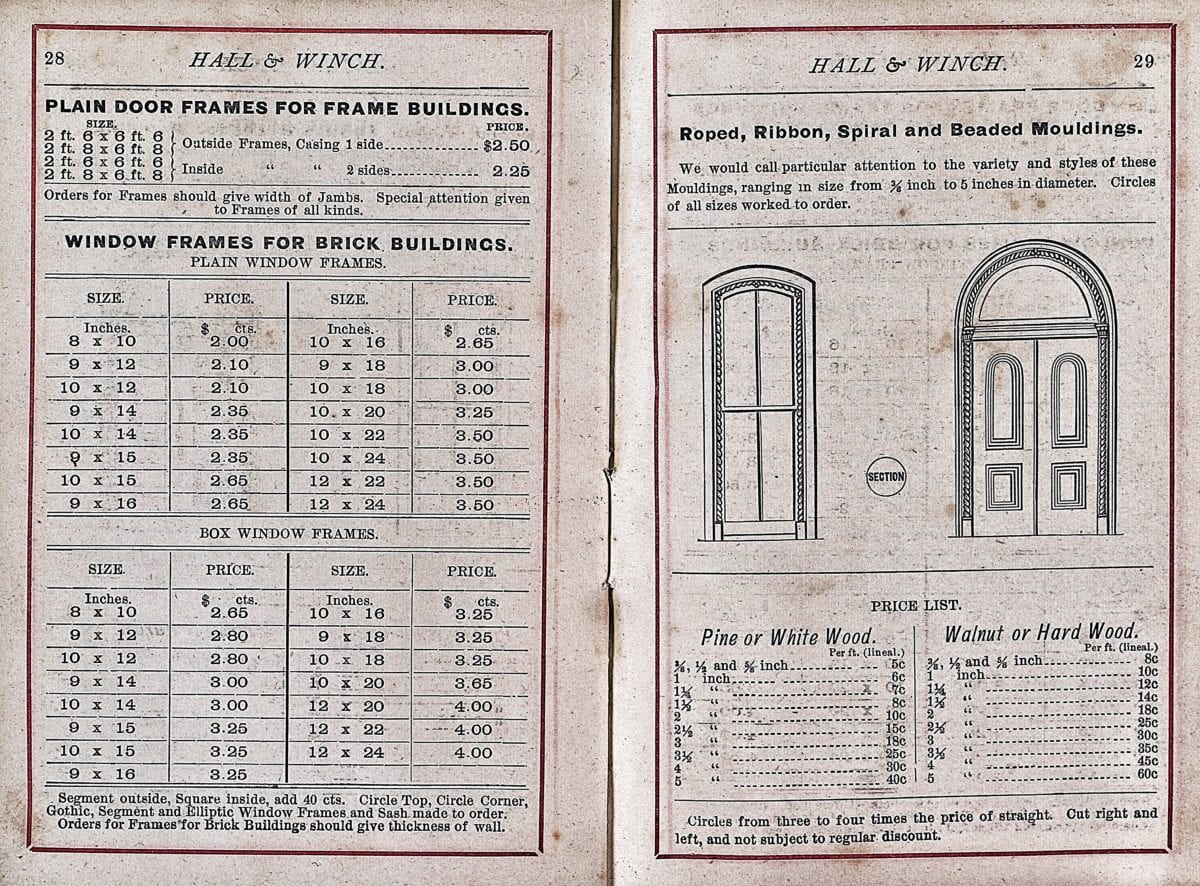 28
HALL & WINCH.
PLAIN DOOR FRAMES FOR FRAME BUILDINGS.
SIZE. PRICE.
2 ft. 6 x 6 ft. 6
2 ft. 8 x 6 ft. 8 } Outside Frames, Casing 1 side $2.50
2 ft. 6 x 6 ft. 6
2 ft. 8 x 6 ft. 8 } Inside “ “ 2 sides 2.25
Orders for Frames should give width of Jambs. Special attention given
to Frames of all kinds.
WINDOW FRAMES FOR BRICK BUILDINGS.
PLAIN WINDOW FRAMES.
SIZE. PRICE. SIZE. PRICE.
Inches. $ cts. Inches. $ cts.
8 x 10 2.00 10 x 16 2.65
9 x 12 2.10 9 x 18 3.00
10 x 12 2.10 10 x 18 3.00
9 x 14 2.35 10 x 20 3.25
10 x 14 2.35 10 x 22 3.50
9 x 15 2.35 10 x 24 3.50
10 x 15 2.65 12 x 22 3.50
9 x 16 2.65 12 x 24 3.50
BOX WINDOW FRAMES.
SIZE. PRICE. SIZE. PRICE.
Inches. $ cts. Inches. $ cts.
8 x 10 2.65 10 x 16 3.25
9 x 12 2.80 9 x 18 3.25
10 x 12 2.80 10 x 18 3.25
9 x 14 3.00 10 x 20 3.65
10 x 14 3.00 12 x 20 4.00
9 x 15 3.25 12 x 22 4.00
10 x 15 3.25 12 x 24 4.00
9 x 16 3.25
Segment outside, Square inside, add 40 cts. Circle Top, Circle Corner,
Gothic, Segment and Elliptic Window Frames and Sash made to order.
Orders for Frames for Brick Buildings should give thickness of wall.
HALL & WINCH.
29
Roped, Ribbon, Spiral and Beaded Mouldings.
We would call particular attention to the variety and styles of these
Mouldings, ranging in size from ⅜ inch to 5 inches in diameter. Circles
of all sizes worked to order.
SECTION
PRICE LIST.
Pine or White Wood.
Per ft. (lineal.)
⅜, ½ and ⅝ inch 5c
1 inch 6c
1¼ “ 7c
1½ “ 8c
2 “ 10c
2½ “ 15c
3 “ 18c
3½ “ 25c
4 “ 30c
5 “ 40c
Walnut or Hard Wood.
Per ft. (lineal.)
⅜, ½ and ⅝ inch 8c
1 inch 10c
1¼ “ 12c
1½ “ 14c
2 “ 18c
2½ “ 25c
3 “ 30c
3½ “ 35c
4 “ 45c
5 “ 60c
Circles from three to four times the price of straight. Cut right and
left, and not subject to regular discount.